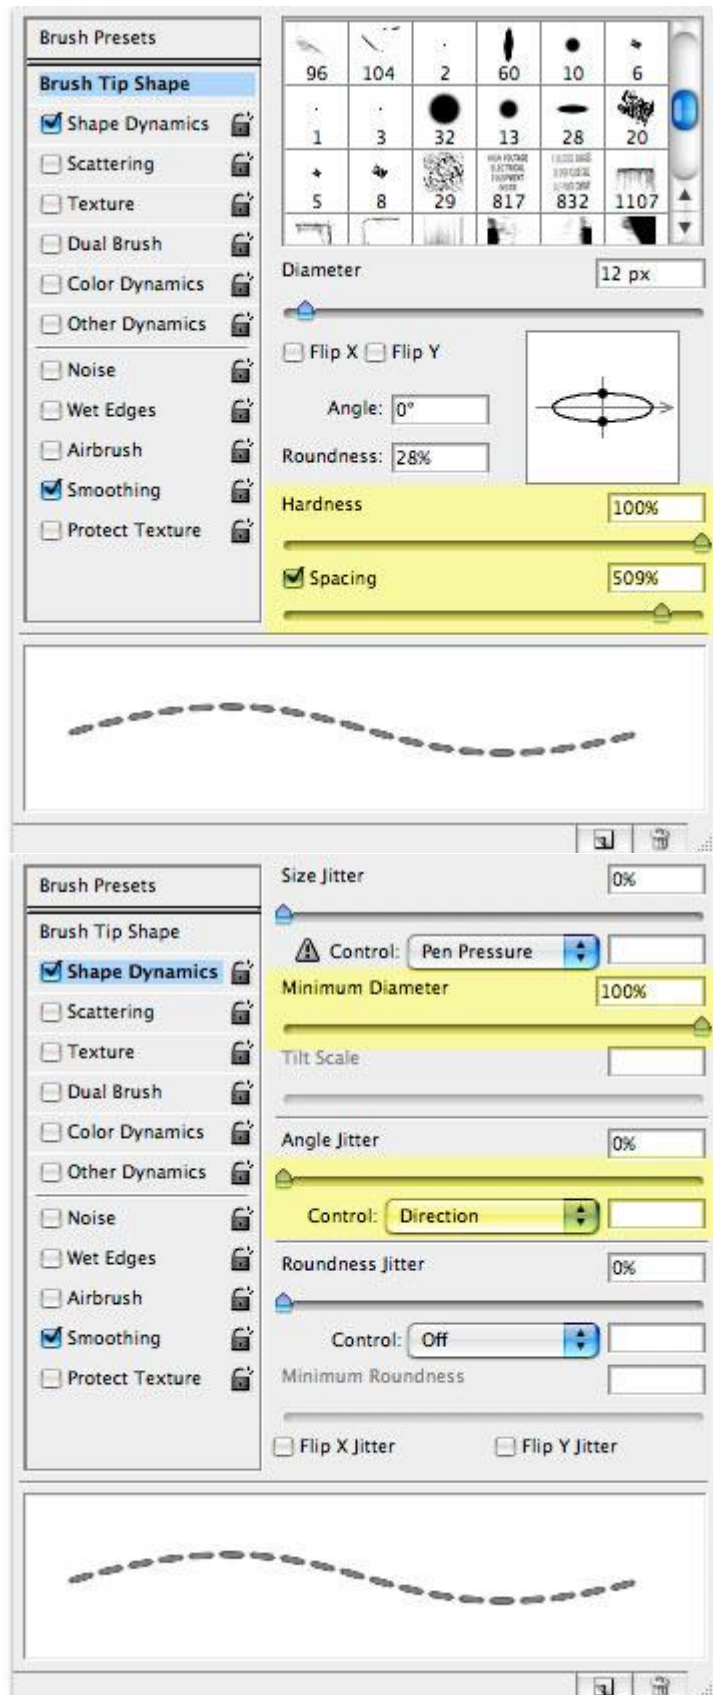 Brush Presets
Brush Tip Shape
Shape Dynamics
Scattering
Texture
Dual Brush
Color Dynamics
Other Dynamics
Noise
Wet Edges
Airbrush
Smoothing
Protect Texture
96 104 2 60 10 6
1 3 32 13 28 20
5 8 29 817 832 1107
Diameter 12 px
Flip X Flip Y
Angle: 0°
Roundness: 28%
Hardness 100%
Spacing 509%
Brush Presets
Brush Tip Shape
Shape Dynamics
Scattering
Texture
Dual Brush
Color Dynamics
Other Dynamics
Noise
Wet Edges
Airbrush
Smoothing
Protect Texture
Size Jitter 0%
Control: Pen Pressure
Minimum Diameter 100%
Tilt Scale
Angle Jitter 0%
Control: Direction
Roundness Jitter 0%
Control: Off
Minimum Roundness
Flip X Jitter Flip Y Jitter